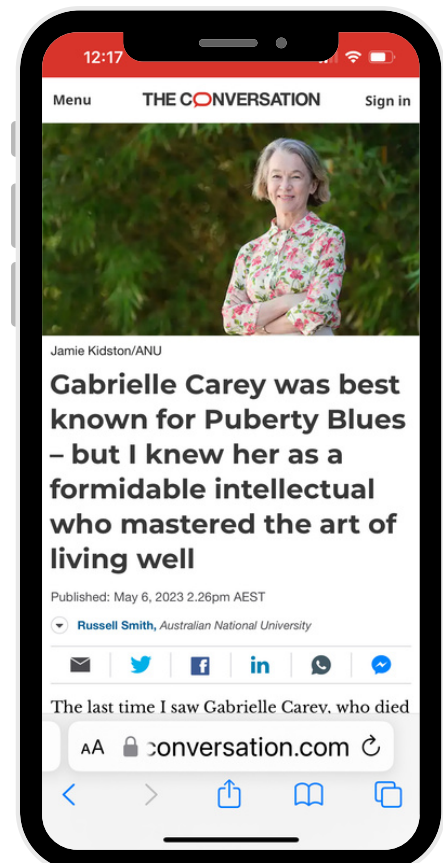 12:17
Menu THE CONVERSATION Sign in
Jamie Kidston/ANU
Gabrielle Carey was best
known for Puberty Blues
– but I knew her as a
formidable intellectual
who mastered the art of
living well
Published: May 6, 2023 2.26pm AEST
Russell Smith, Australian National University
The last time I saw Gabrielle Carey, who died
AA conversation.com